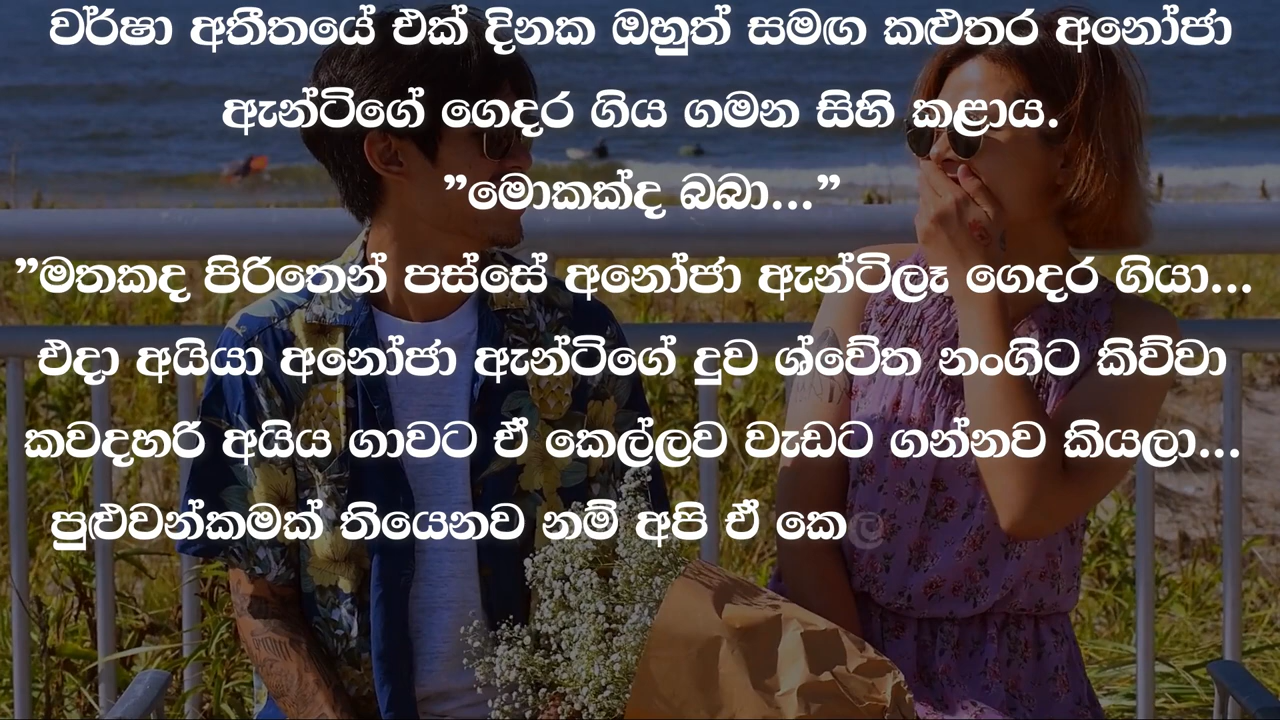 වර්ෂා අතීතයේ එක් දිනක ඔහුත් සමඟ කළුතර අනෝජා
ඇන්ටිගේ ගෙදර ගිය ගමන සිහි කළාය.
”මොකක්ද බබා...”
”මතකද පිරිතෙන් පස්සේ අනෝජා ඇන්ටිලෑ ගෙදර ගියා...
එදා අයියා අනෝජා ඇන්ටිගේ දුව ශ්වේත නංගිට කිව්වා
කවදහරි අයිය ගාවට ඒ කෙල්ලව වැඩට ගන්නව කියලා...
පුළුවන්කමක් තියෙනව නම් අපි ඒ කෙල